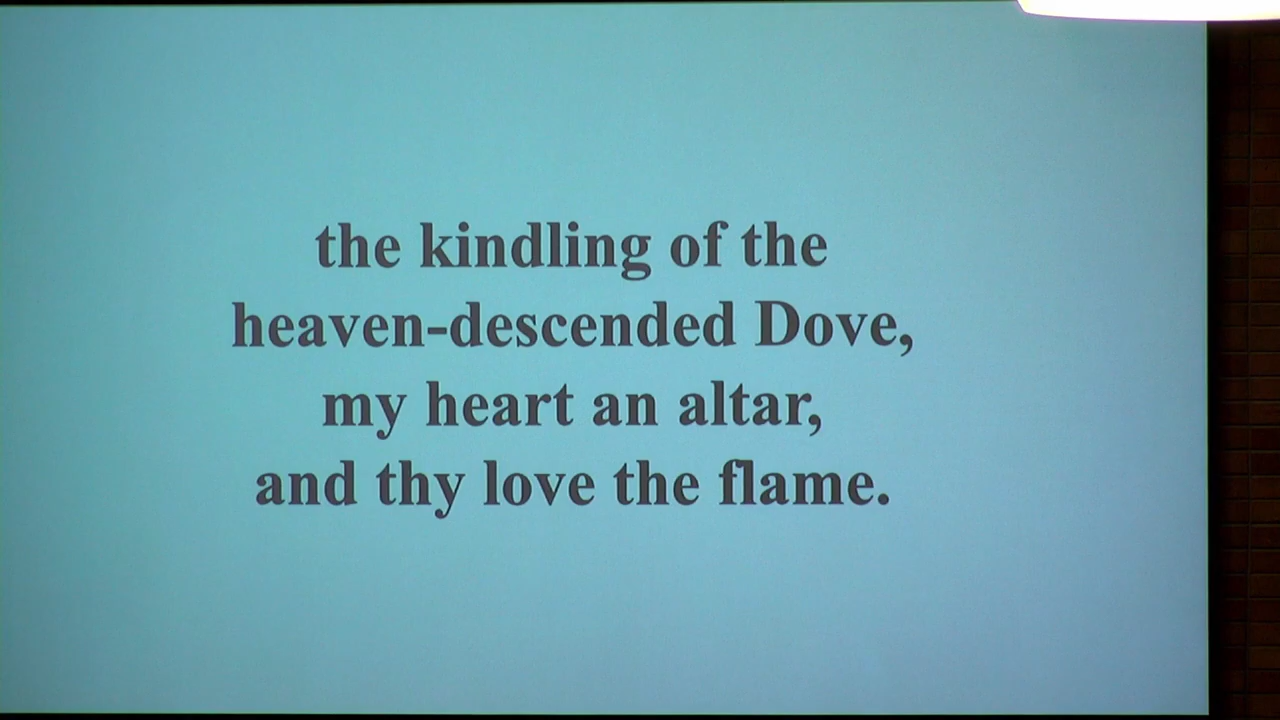 the kindling of the
heaven-descended Dove,
my heart an altar,
and thy love the flame.